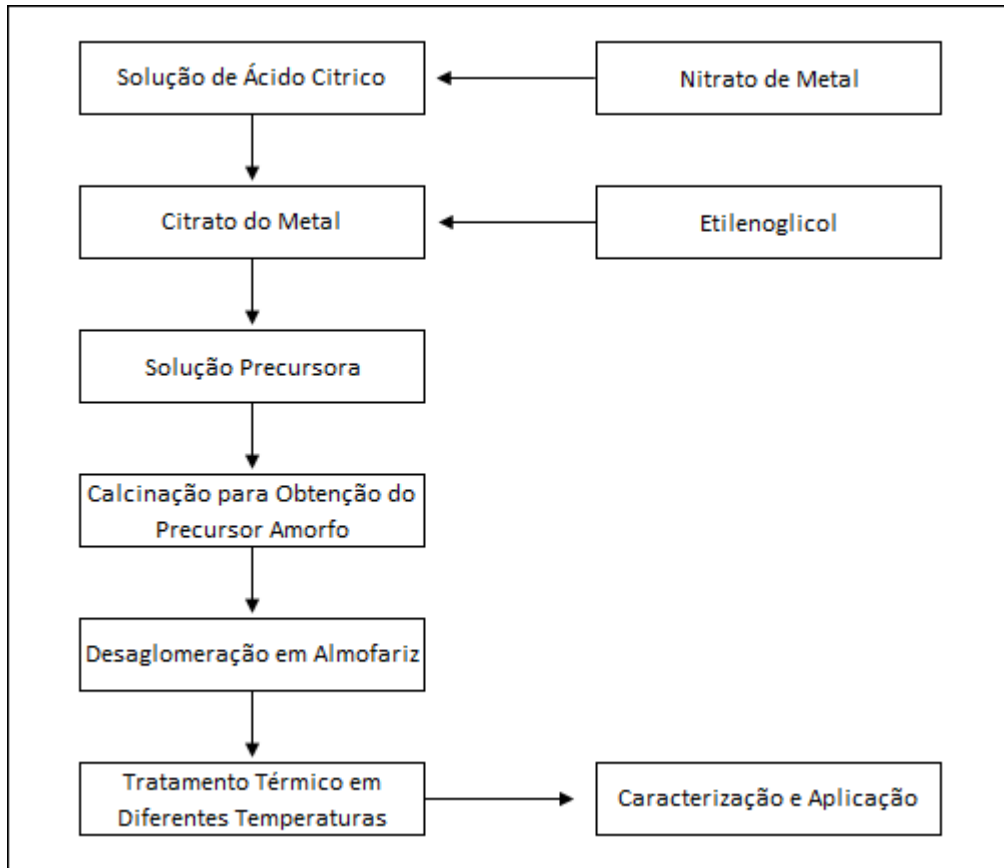 Solução de Ácido Citrico
Nitrato de Metal
Citrato do Metal
Etilenoglicol
Solução Precursora
Calcinação para Obtenção do
Precursor Amorfo
Desaglomeração em Almofariz
Tratamento Térmico em
Diferentes Temperaturas
Caracterização e Aplicação